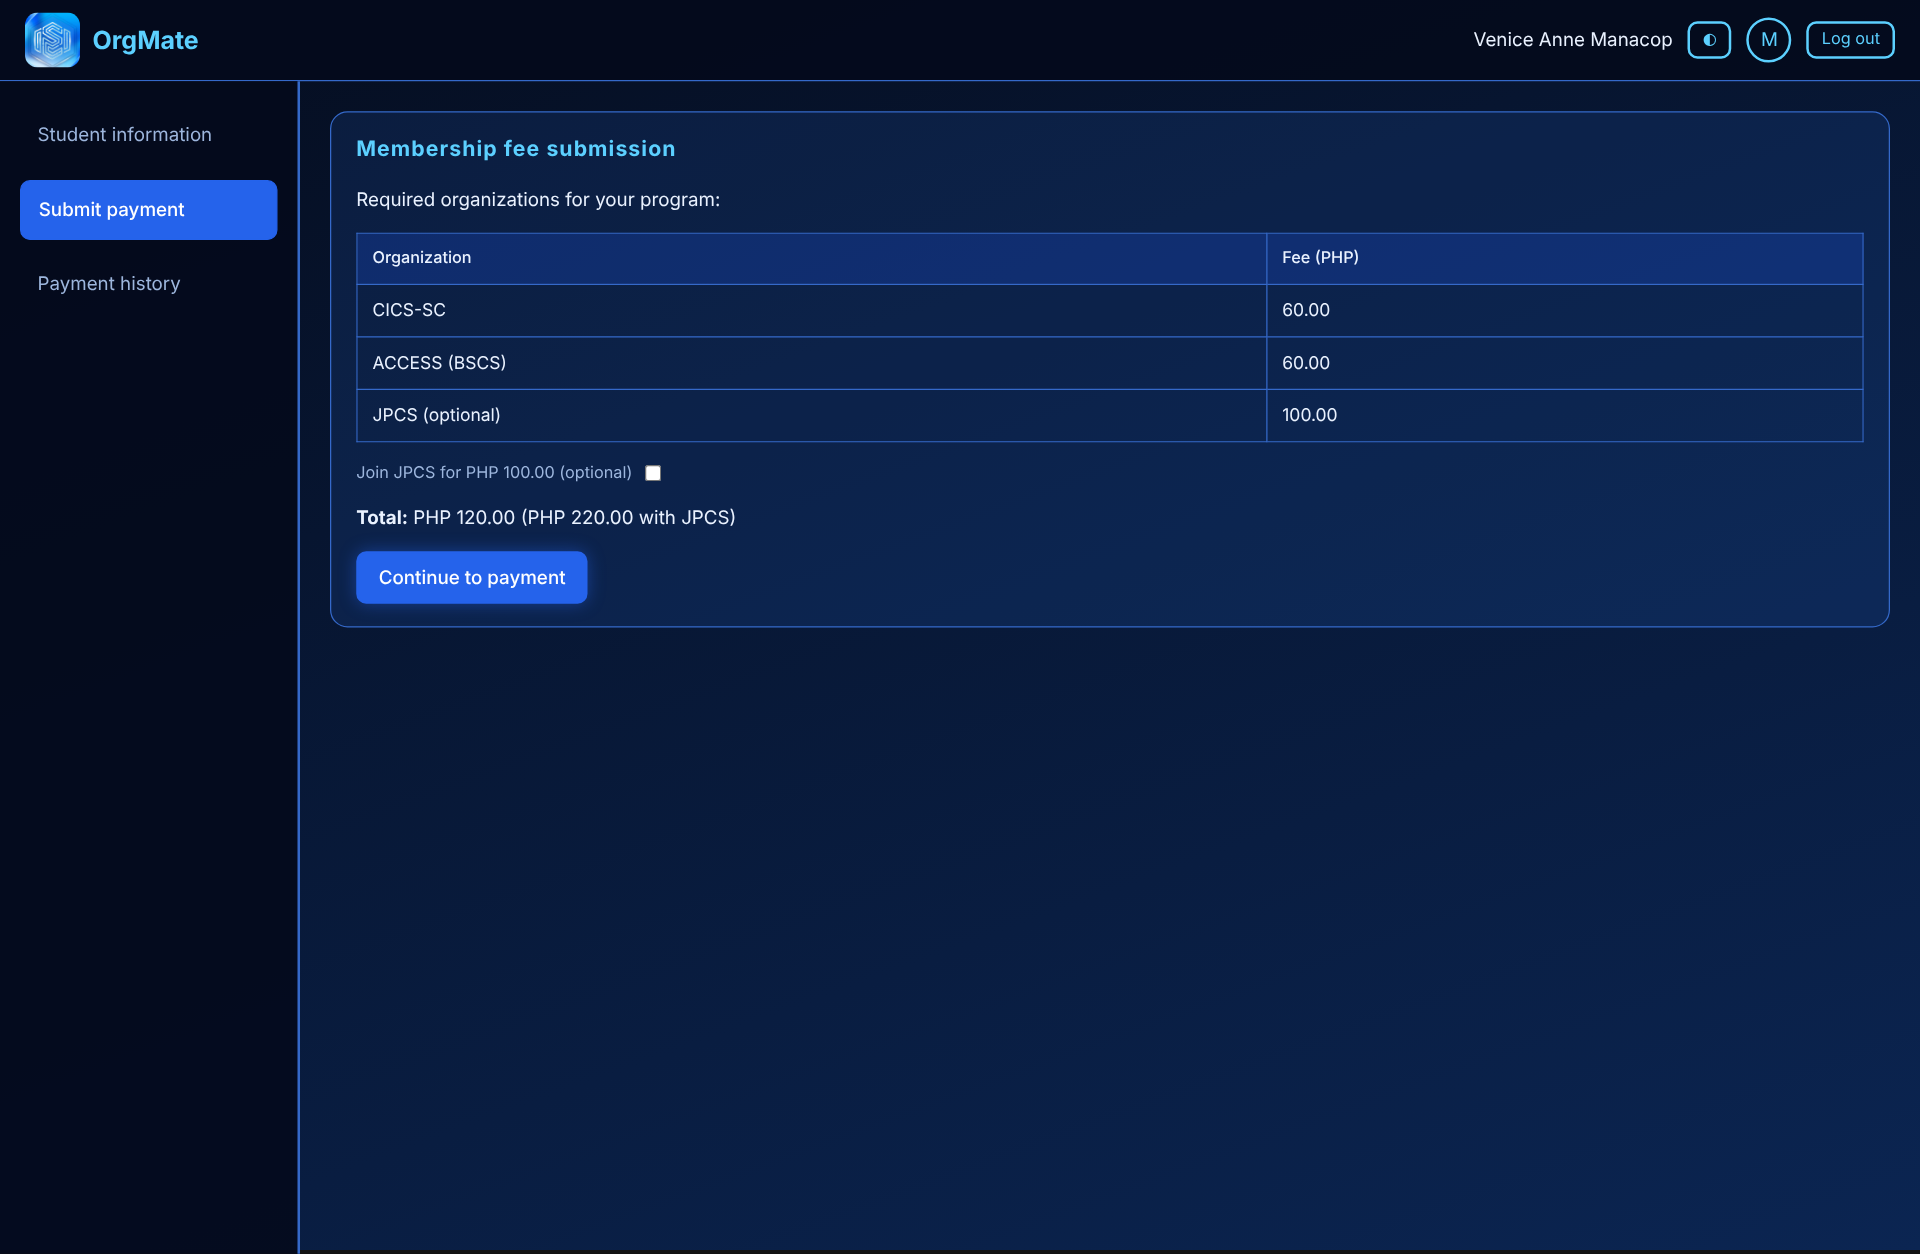 OrgMate
Venice Anne Manacop
M
Log out
Student information
Submit payment
Payment history
Membership fee submission
Required organizations for your program:
Organization Fee (PHP)
CICS-SC 60.00
ACCESS (BSCS) 60.00
JPCS (optional) 100.00
Join JPCS for PHP 100.00 (optional)
Total: PHP 120.00 (PHP 220.00 with JPCS)
Continue to payment